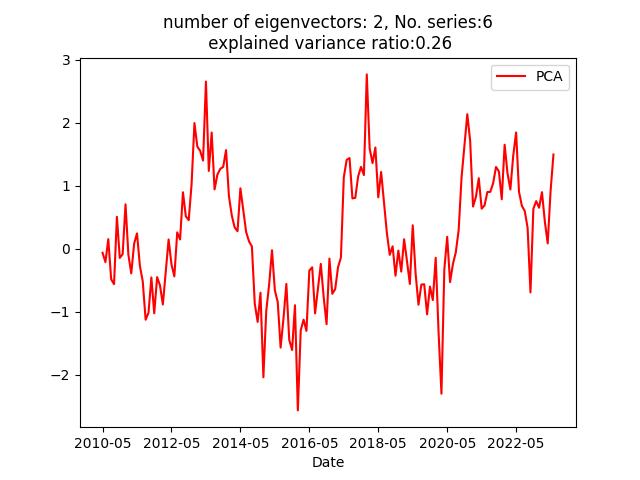 number of eigenvectors: 2, No. series:6
explained variance ratio:0.26
PCA
3
2
1
0
−1
−2
2010-05 2012-05 2014-05 2016-05 2018-05 2020-05 2022-05
Date